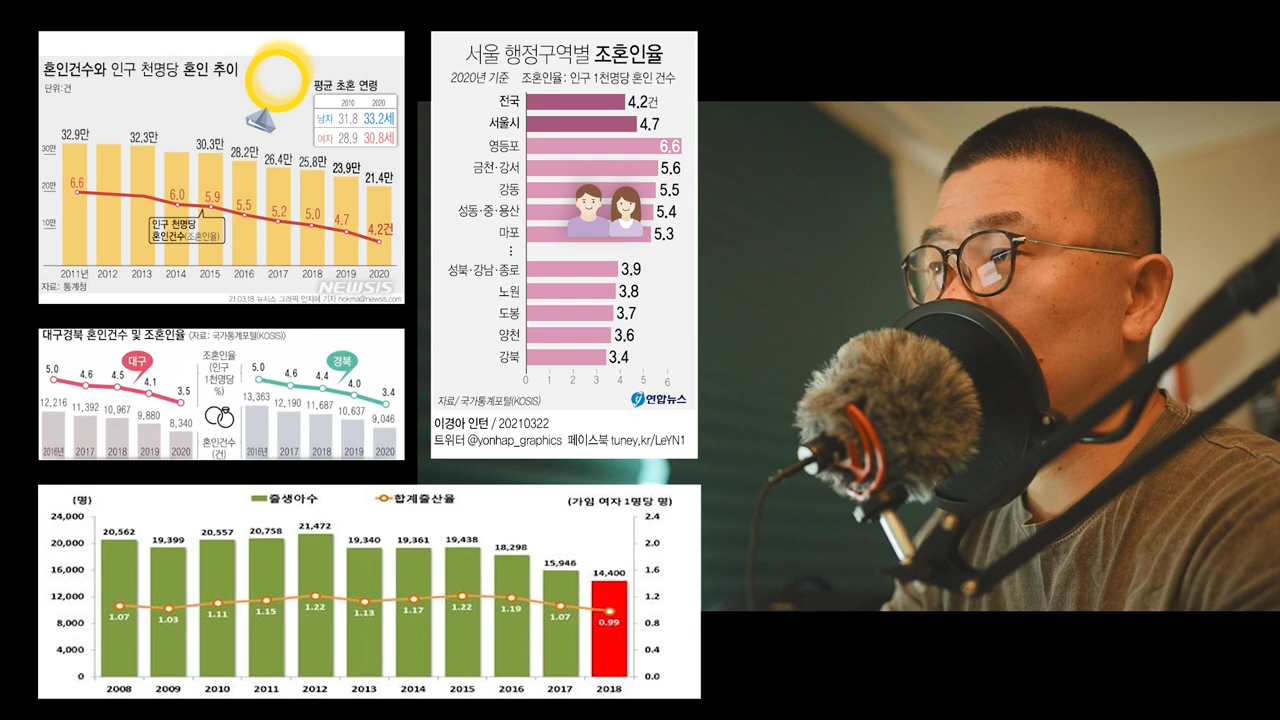 혼인건수와 인구 천명당 혼인 추이
단위:건
평균 초혼 연령
2010 2020
남자 31.8 33.2세
여자 28.9 30.8세
32.9만 32.3만 30.3만 28.2만 26.4만 25.8만 23.9만 21.4만
30만
20만
10만
6.6 6.0 5.9 5.5 5.2 5.0 4.7 4.2건
인구 천명당
혼인건수(조혼인율)
2011년 2012 2013 2014 2015 2016 2017 2018 2019 2020
자료: 통계청
NEWSIS
21.03.18 뉴시스 그래픽 안지혜 기자 hokma@newsis.com
대구경북 혼인건수 및 조혼인율 〈자료: 국가통계포털(KOSIS)〉
대구
5.0 4.6 4.5 4.1 3.5
12,216 11,392 10,967 9,880 8,340
2016년 2017 2018 2019 2020
조혼인율
(인구
1천명당
%)
혼인건수
(건)
경북
5.0 4.6 4.4 4.0 3.4
13,363 12,190 11,687 10,637 9,046
2016년 2017 2018 2019 2020
서울 행정구역별 조혼인율
2020년 기준 조혼인율: 인구 1천명당 혼인 건수
전국 4.2건
서울시 4.7
영등포 6.6
금천·강서 5.6
강동 5.5
성동·중·용산 5.4
마포 5.3
⋮
성북·강남·종로 3.9
노원 3.8
도봉 3.7
양천 3.6
강북 3.4
0 1 2 3 4 5 6
자료/ 국가통계포털(KOSIS)
연합뉴스
이경아 인턴 / 20210322
트위터 @yonhap_graphics 페이스북 tuney.kr/LeYN1
(명) 출생아수 합계출산율 (가임 여자 1명당 명)
24,000
20,000
16,000
12,000
8,000
4,000
0
20,562 19,399 20,557 20,758 21,472 19,340 19,361 19,438 18,298 15,946 14,400
1.07 1.03 1.11 1.15 1.22 1.13 1.17 1.22 1.19 1.07 0.99
2.4
2.0
1.6
1.2
0.8
0.4
0.0
2008 2009 2010 2011 2012 2013 2014 2015 2016 2017 2018